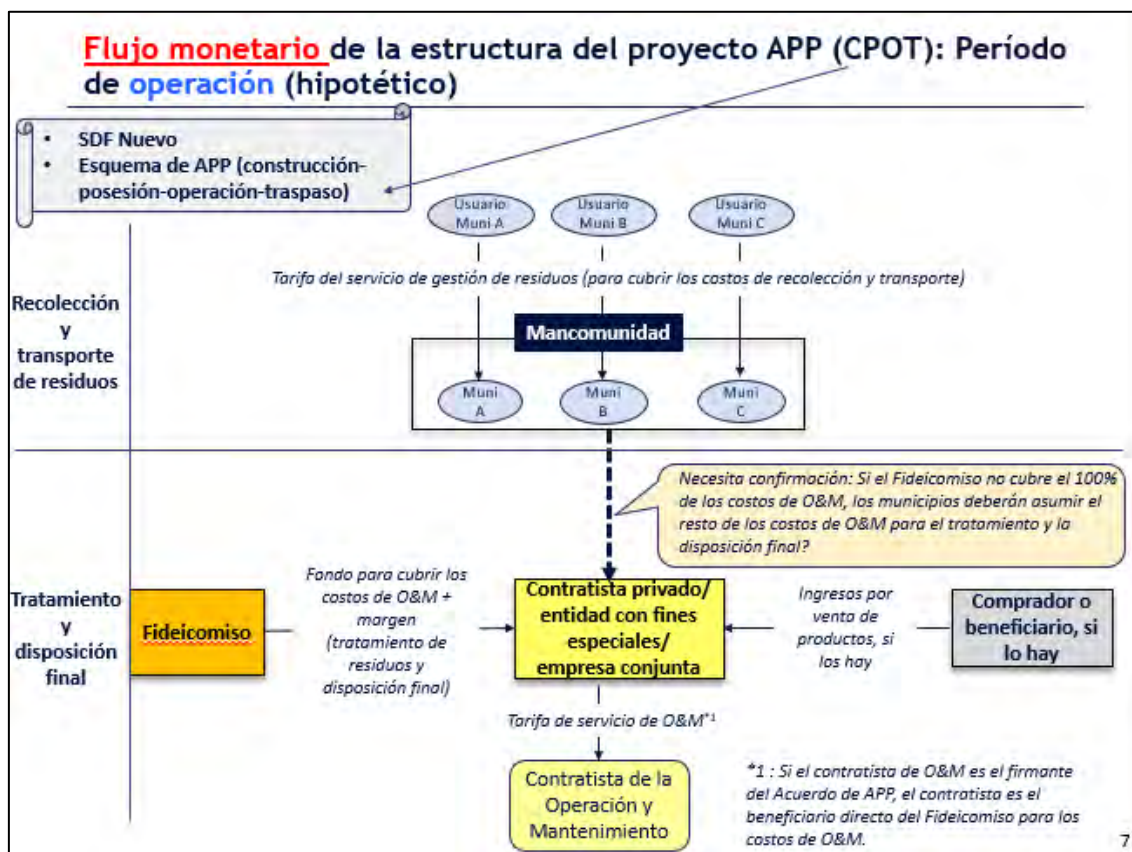 Flujo monetario de la estructura del proyecto APP (CPOT): Período
de operación (hipotético)
• SDF Nuevo
• Esquema de APP (construcción-
posesión-operación-traspaso)
Usuario
Muni A
Usuario
Muni B
Usuario
Muni C
Tarifa del servicio de gestión de residuos (para cubrir los costos de recolección y transporte)
Recolección
y
transporte
de residuos
Mancomunidad
Muni
A
Muni
B
Muni
C
Necesita confirmación: Si el Fideicomiso no cubre el 100%
de los costos de O&M, los municipios deberán asumir el
resto de los costos de O&M para el tratamiento y la
disposición final?
Tratamiento
y
disposición
final
Fideicomiso
Fondo para cubrir los
costos de O&M +
margen
(tratamiento de
residuos y
disposición final)
Contratista privado/
entidad con fines
especiales/
empresa conjunta
Ingresos por
vento de
productos, si
los hay
Comprador o
beneficiario, si
lo hay
Tarifa de servicio de O&M*1
Contratista de la
Operación y
Mantenimiento
*1 : Si el contratista de O&M es el firmante
del Acuerdo de APP, el contratista es el
beneficiario directo del Fideicomiso para los
costos de O&M.
7